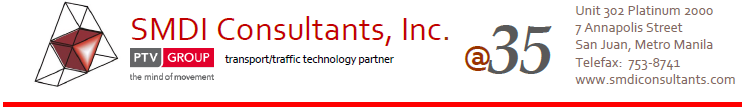 SMDI Consultants, Inc.
PTV GROUP transport/traffic technology partner
the mind of movement
@35
Unit 302 Platinum 2000
7 Annapolis Street
San Juan, Metro Manila
Telefax: 753-8741
www.smdiconsultants.com